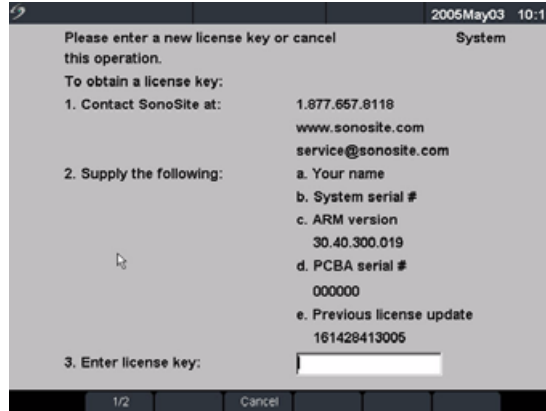 2005May03 10:1
Please enter a new license key or cancel System
this operation.
To obtain a license key:
1. Contact SonoSite at: 1.877.657.8118
www.sonosite.com
service@sonosite.com
2. Supply the following: a. Your name
b. System serial #
c. ARM version
30.40.300.019
d. PCBA serial #
000000
e. Previous license update
161428413005
3. Enter license key:
1/2 Cancel